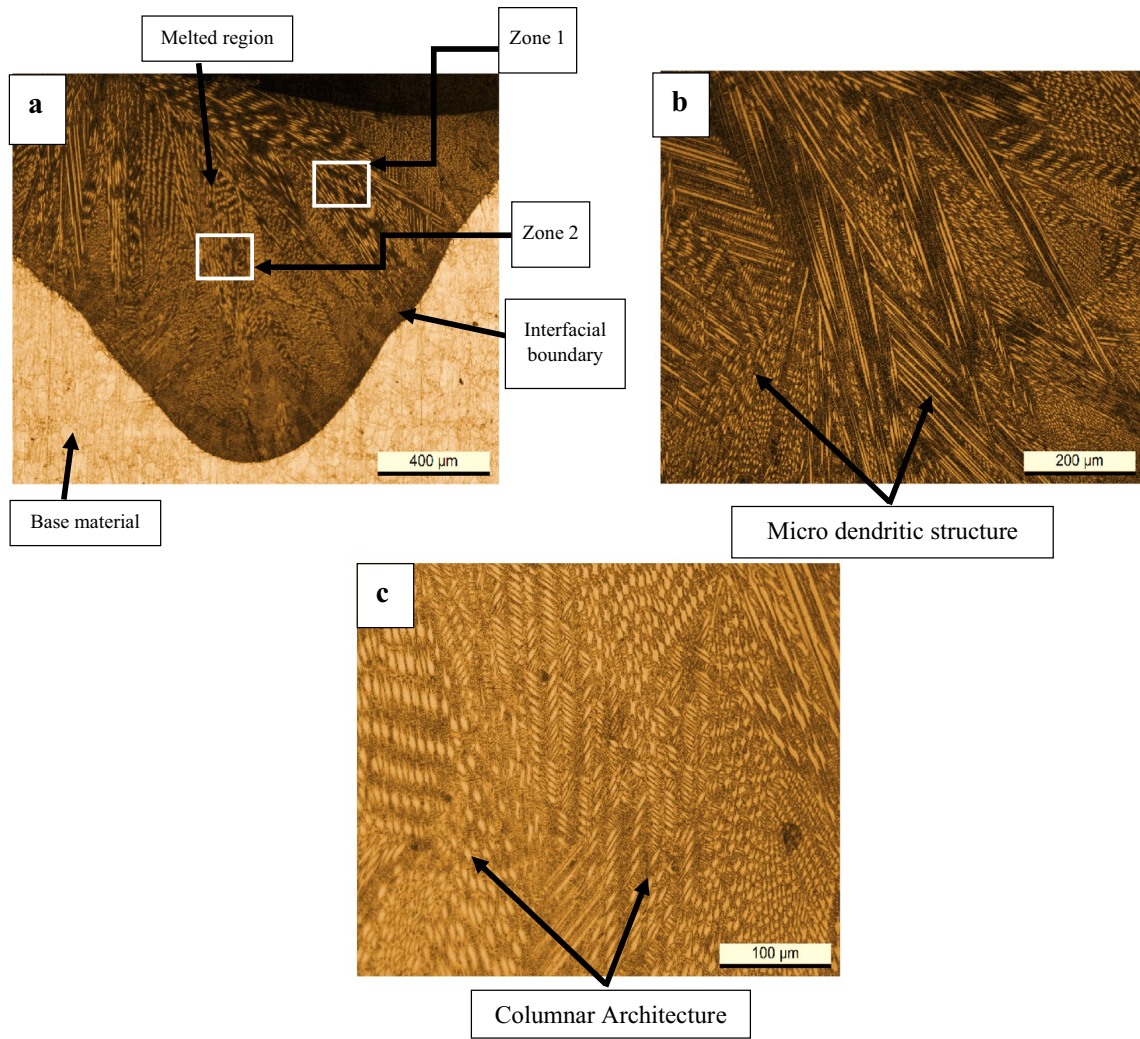 Melted region
Zone 1
a
Zone 2
Interfacial
boundary
400 µm
Base material
b
200 µm
Micro dendritic structure
c
100 µm
Columnar Architecture